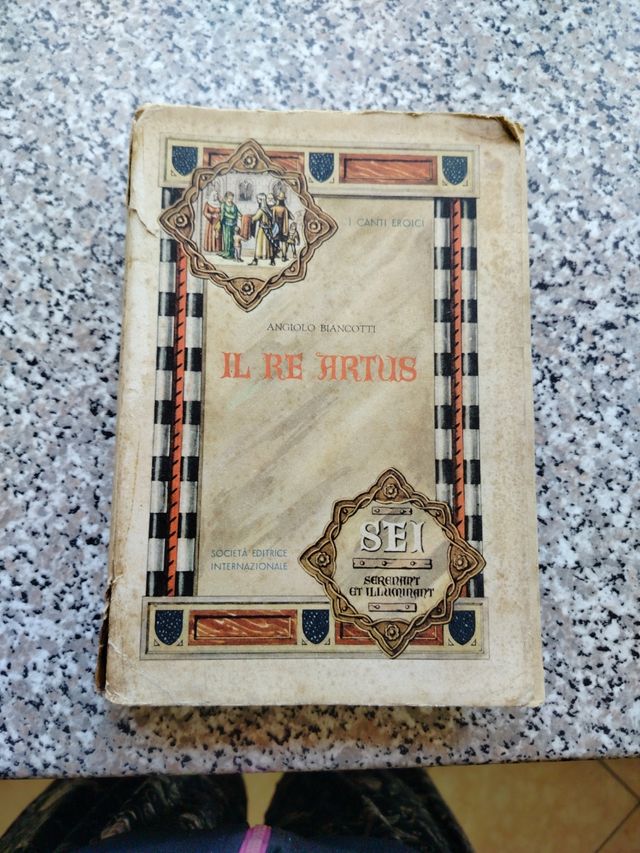 I CANTI EROICI
ANGIOLO BIANCOTTI
IL RE ARTUS
SOCIETÀ EDITRICE
INTERNAZIONALE
SEI
SERENANT
ET ILLUMINANT